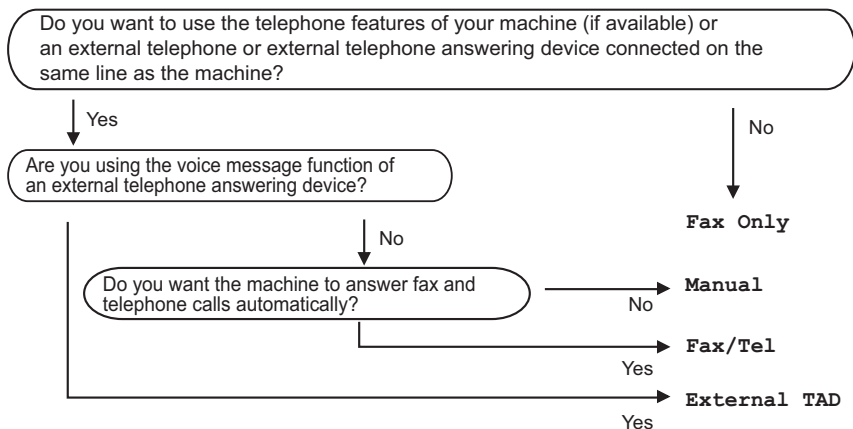 Do you want to use the telephone features of your machine (if available) or
an external telephone or external telephone answering device connected on the
same line as the machine?
Yes
No
Are you using the voice message function of
an external telephone answering device?
Fax Only
No
Do you want the machine to answer fax and
telephone calls automatically?
No
Manual
Yes
Fax/Tel
Yes
External TAD